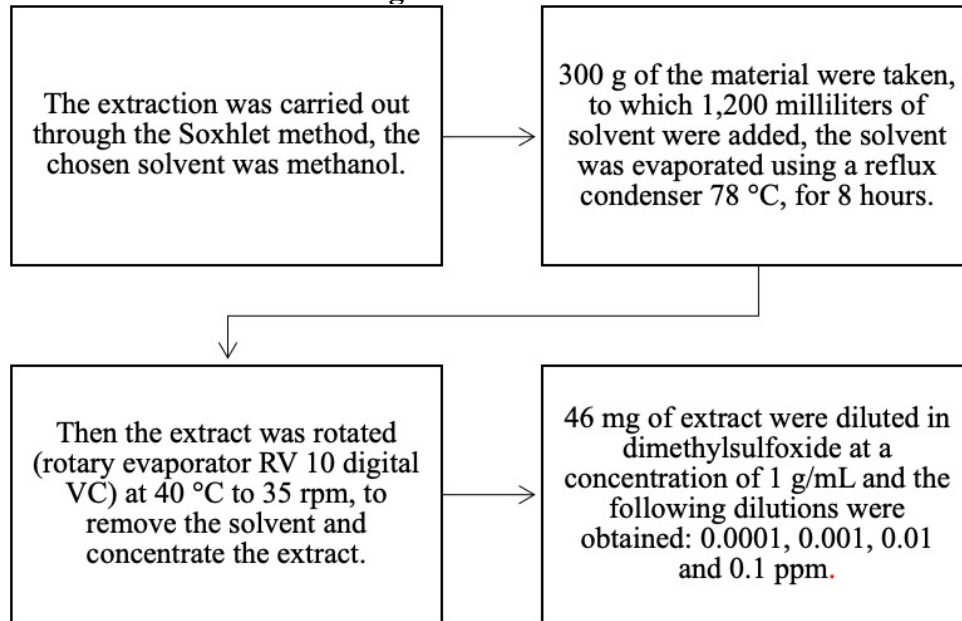 The extraction was carried out
through the Soxhlet method, the
chosen solvent was methanol.
300 g of the material were taken,
to which 1,200 milliliters of
solvent were added, the solvent
was evaporated using a reflux
condenser 78 °C, for 8 hours.
Then the extract was rotated
(rotary evaporator RV 10 digital
VC) at 40 °C to 35 rpm, to
remove the solvent and
concentrate the extract.
46 mg of extract were diluted in
dimethylsulfoxide at a
concentration of 1 g/mL and the
following dilutions were
obtained: 0.0001, 0.001, 0.01
and 0.1 ppm.